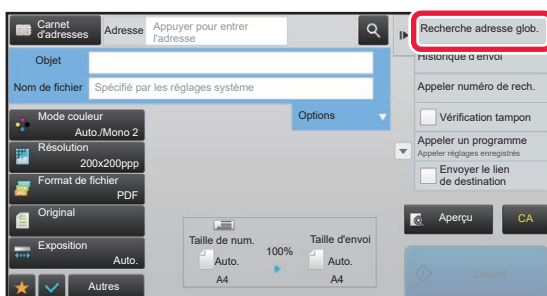 Carnet
d'adresses
Adresse
Appuyer pour entrer
l'adresse
Recherche adresse glob.
Historique d'envoi
Objet
Nom de fichier
Spécifié par les réglages système
Appeler numéro de rech.
Options
Mode couleur
Auto./Mono 2
Vérification tampon
Résolution
200x200ppp
Appeler un programme
Appeler réglages enregistrés
Format de fichier
PDF
Envoyer le lien
de destination
Original
Aperçu
CA
Taille de num.
100%
Taille d'envoi
Exposition
Auto.
Auto.
A4
Auto.
A4
Autres
Départ